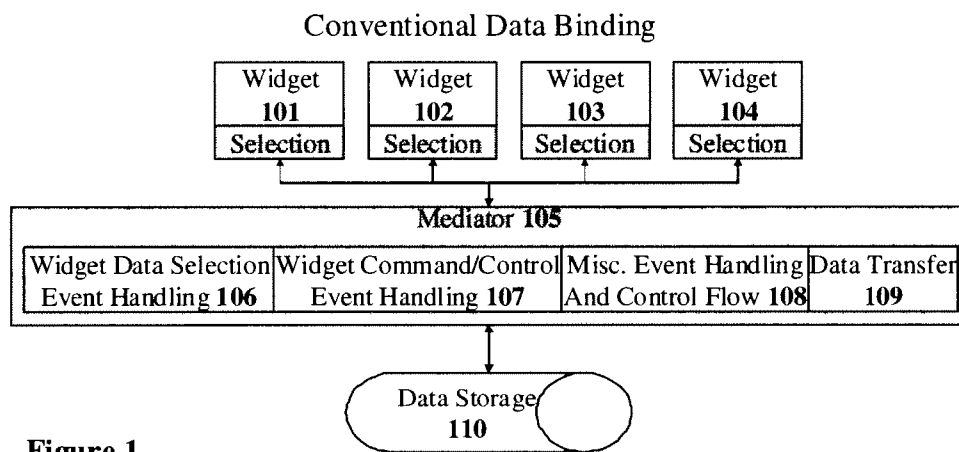 Conventional Data Binding
Widget Widget Widget Widget
101 102 103 104
Selection Selection Selection Selection
Mediator 105
Widget Data Selection Widget Command/Control Misc. Event Handling Data Transfer
Event Handling 106 Event Handling 107 And Control Flow 108 109
Data Storage
110
Figure 1